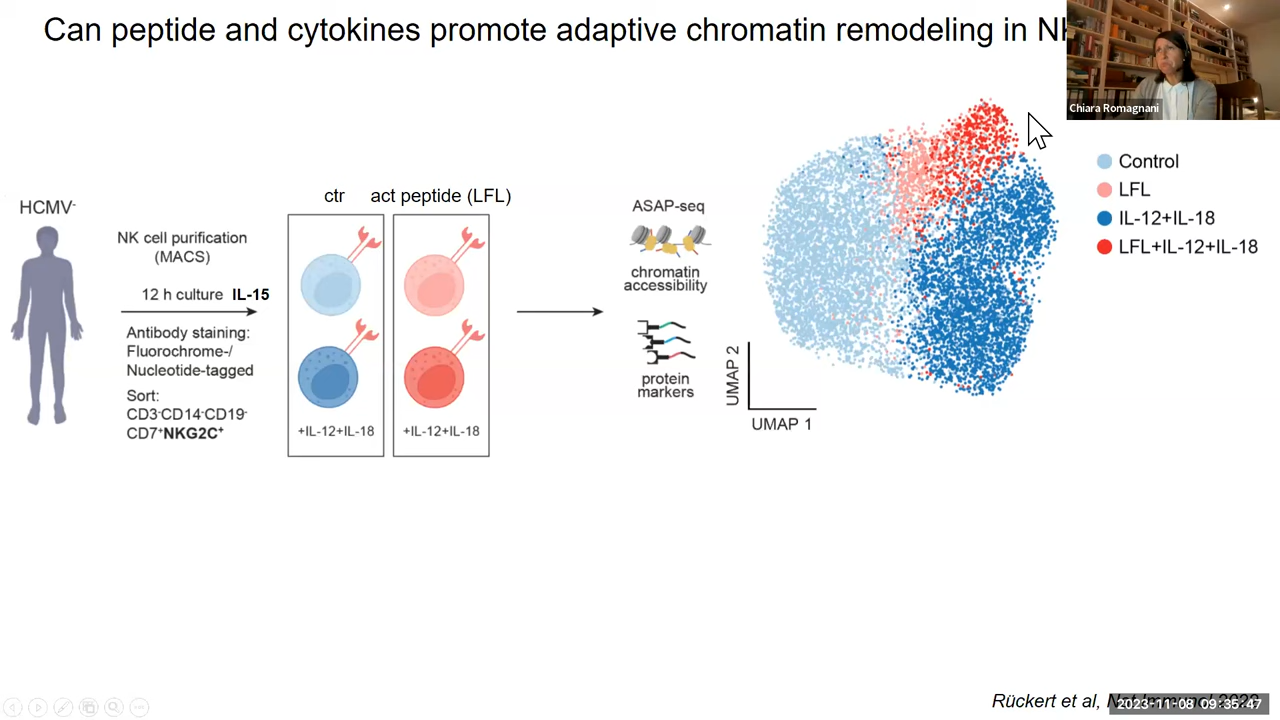 Can peptide and cytokines promote adaptive chromatin remodeling in
Chiara Romagnani
Control
LFL
IL-12+IL-18
LFL+IL-12+IL-18
HCMV-
NK cell purification
(MACS)
12 h culture IL-15
Antibody staining:
Fluorochrome-/
Nucleotide-tagged
Sort:
CD3-CD14-CD19-
CD7+NKG2C+
ctr act peptide (LFL)
+IL-12+IL-18 +IL-12+IL-18
ASAP-seq
chromatin
accessibility
protein
markers
UMAP 2
UMAP 1
Rückert et al,
2023-11-08 09:35:47